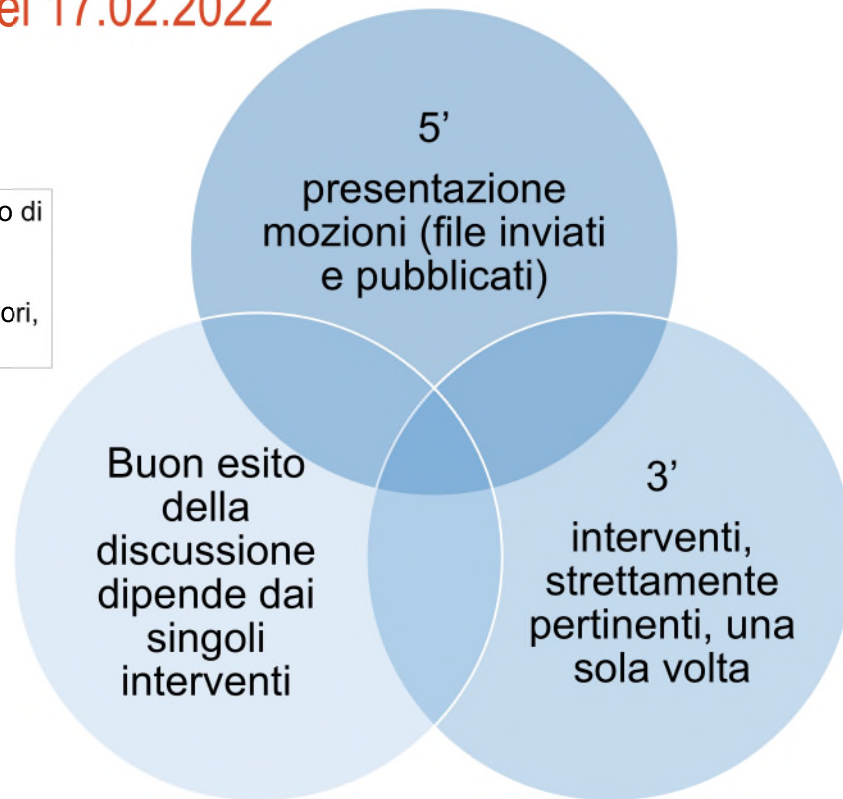 el 17.02.2022
o di
ori,
5’
presentazione
mozioni (file inviati
e pubblicati)
Buon esito
della
discussione
dipende dai
singoli
interventi
3’
interventi,
strettamente
pertinenti, una
sola volta